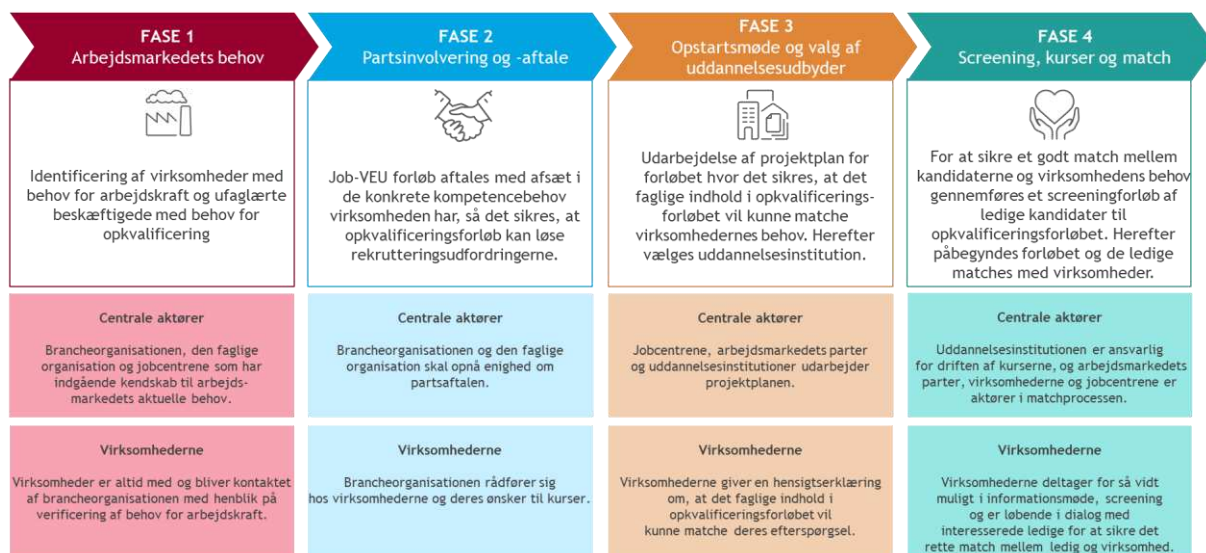 FASE 1
Arbejdsmarkedets behov
Identificering af virksomheder med
behov for arbejdskraft og ufaglærte
beskæftigede med behov for
opkvalificering
Centrale aktører
Brancheorganisationen, den faglige
organisation og jobcentrene som har
indgående kendskab til arbejds-
markedets aktuelle behov.
Virksomhederne
Virksomheder er altid med og bliver kontaktet
af brancheorganisationen med henblik på
verificering af behov for arbejdskraft.
FASE 2
Partsinvolvering og -aftale
Job-VEU forløb aftales med afsæt i
de konkrete kompetencebehov
virksomheden har, så det sikres, at
opkvalificeringsforløb kan løse
rekrutteringsudfordringerne.
Centrale aktører
Brancheorganisationen og den faglige
organisation skal opnå enighed om
partsaftalen.
Virksomhederne
Brancheorganisationen rådfører sig
hos virksomhederne og deres ønsker til kurser.
FASE 3
Opstartsmøde og valg af
uddannelsesudbyder
Udarbejdelse af projektplan for
forløbet hvor det sikres, at det
faglige indhold i opkvalificerings-
forløbet vil kunne matche
virksomhedernes behov. Herefter
vælges uddannelsesinstitution.
Centrale aktører
Jobcentrene, arbejdsmarkedets parter
og uddannelsesinstitutioner udarbejder
projektplanen.
Virksomhederne
Virksomhederne giver en hensigtserklæring
om, at det faglige indhold i
opkvalificeringsforløbet vil
kunne matche deres efterspørgsel.
FASE 4
Screening, kurser og match
For at sikre et godt match mellem
kandidaterne og virksomhedens behov
gennemføres et screeningforløb af
ledige kandidater til
opkvalificeringsforløbet. Herefter
påbegyndes forløbet og de ledige
matches med virksomheder.
Centrale aktører
Uddannelsesinstitutionen er ansvarlig
for driften af kurserne, og arbejdsmarkedets
parter, virksomhederne og jobcentrene er
aktører i matchprocessen.
Virksomhederne
Virksomhederne deltager for så vidt
muligt i informationsmøde, screening
og er løbende i dialog med
interesserede ledige for at sikre det
rette match mellem ledig og virksomhed.